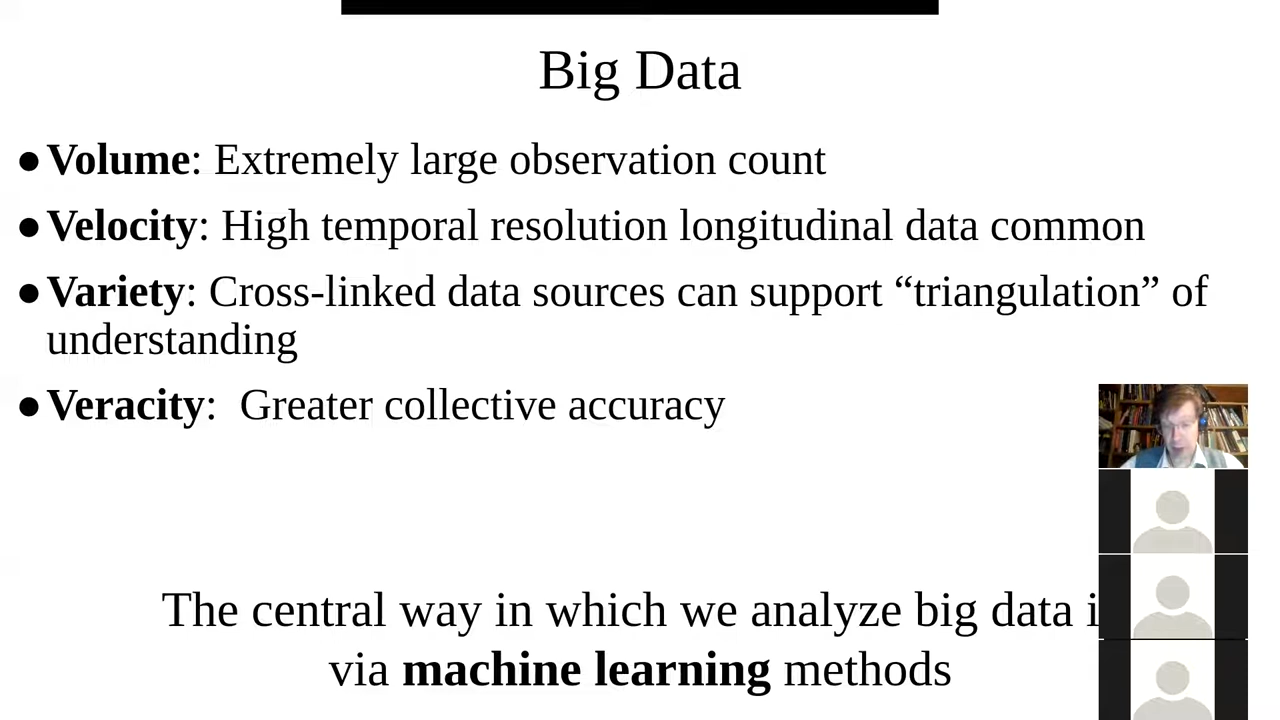 Big Data
●Volume: Extremely large observation count
●Velocity: High temporal resolution longitudinal data common
●Variety: Cross-linked data sources can support “triangulation” of
understanding
●Veracity:  Greater collective accuracy
The central way in which we analyze big data
via machine learning methods